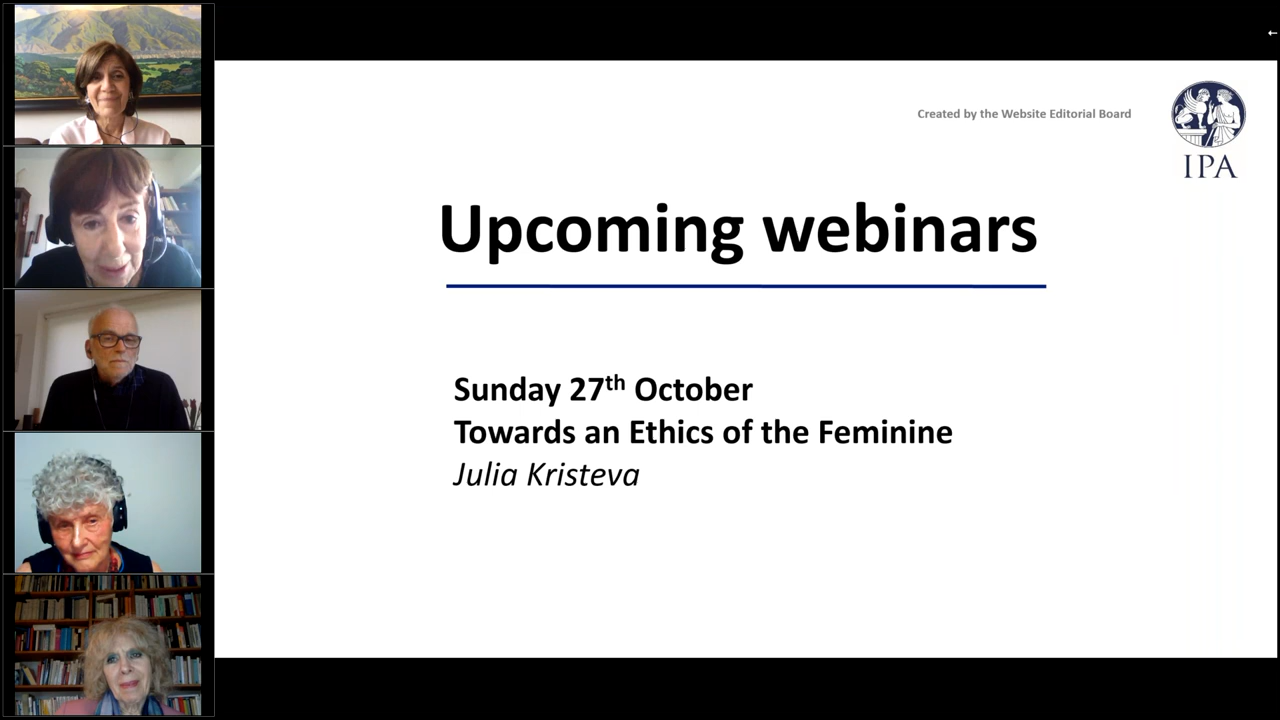 Created by the Website Editorial Board
IPA
Upcoming webinars
Sunday 27th October
Towards an Ethics of the Feminine
Julia Kristeva